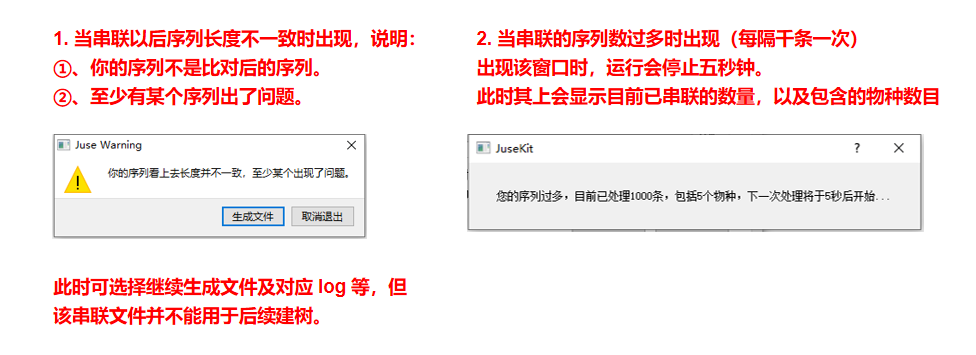 1. 当串联以后序列长度不一致时出现，说明：
①、你的序列不是比对后的序列。
②、至少有某个序列出了问题。
Juse Warning
你的序列看上去长度并不一致，至少某个出现了问题。
生成文件
取消退出
此时可选择继续生成文件及对应 log 等，但
该串联文件并不能用于后续建树。
2. 当串联的序列数过多时出现（每隔千条一次）
出现该窗口时，运行会停止五秒钟。
此时其上会显示目前已串联的数量，以及包含的物种数目
JuseKit
您的序列过多，目前已处理1000条，包括5个物种，下一次处理将于5秒后开始...